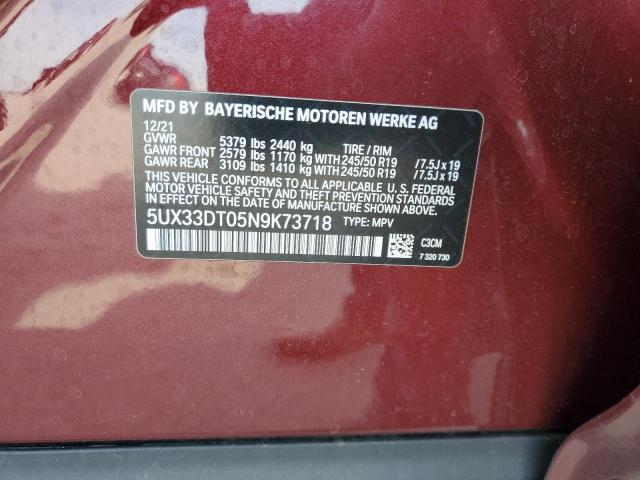 MFD BY BAYERISCHE MOTOREN WERKE AG
12/21
GVWR 5379 lbs 2440 kg TIRE / RIM
GAWR FRONT 2579 lbs 1170 kg WITH 245/50 R19 /7.5J x 19
GAWR REAR 3109 lbs 1410 kg WITH 245/50 R19 /7.5J x 19
THIS VEHICLE CONFORMS TO ALL APPLICABLE U. S. FEDERAL
MOTOR VEHICLE SAFETY AND THEFT PREVENTION STANDARDS
IN EFFECT ON THE DATE OF MANUFACTURE SHOWN ABOVE.
5UX33DT05N9K73718 TYPE: MPV
C3CM
7 320 730